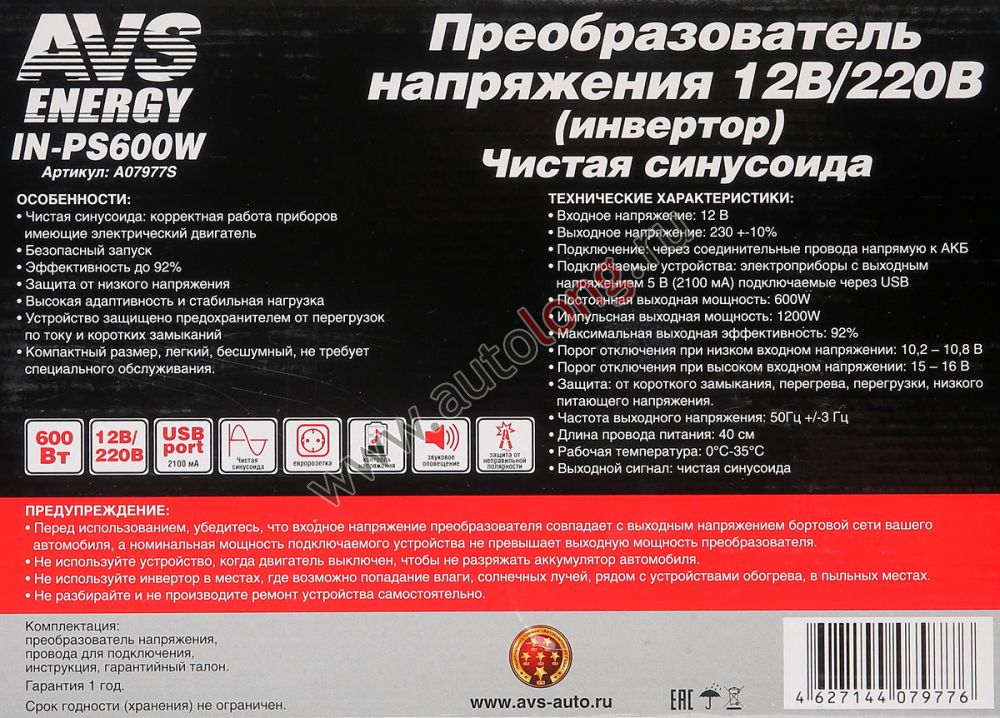 AVS
ENERGY
IN-PS600W
Артикул: A07977S
Преобразователь
напряжения 12В/220В
(инвертор)
Чистая синусоида
ОСОБЕННОСТИ:
• Чистая синусоида: корректная работа приборов
имеющие электрический двигатель
• Безопасный запуск
• Эффективность до 92%
• Защита от низкого напряжения
• Высокая адаптивность и стабильная нагрузка
• Устройство защищено предохранителем от перегрузок
по току и коротких замыканий
• Компактный размер, легкий, бесшумный, не требует
специального обслуживания.
600
Вт
12В/
220В
USB
port
2100 мА
Чистая
синусоида
евророзетка
контроль
напряжения
звуковое
оповещение
защита от
неправильной
полярности
ТЕХНИЧЕСКИЕ ХАРАКТЕРИСТИКИ:
• Входное напряжение: 12 В
• Выходное напряжение: 230 +-10%
• Подключение: через соединительные провода напрямую к АКБ
• Подключаемые устройства: электроприборы с выходным
напряжением 5 В (2100 мА) подключаемые через USB
• Постоянная выходная мощность: 600W
• Импульсная выходная мощность: 1200W
• Максимальная выходная эффективность: 92%
• Порог отключения при низком входном напряжении: 10,2 – 10,8 В
• Порог отключения при высоком входном напряжении: 15 – 16 В
• Защита: от короткого замыкания, перегрева, перегрузки, низкого
питающего напряжения.
• Частота выходного напряжения: 50Гц +/-3 Гц
• Длина провода питания: 40 см
• Рабочая температура: 0°C-35°C
• Выходной сигнал: чистая синусоида
www.autolong.ru
ПРЕДУПРЕЖДЕНИЕ:
• Перед использованием, убедитесь, что входное напряжение преобразователя совпадает с выходным напряжением бортовой сети вашего
автомобиля, а номинальная мощность подключаемого устройства не превышает выходную мощность преобразователя.
• Не используйте устройство, когда двигатель выключен, чтобы не разряжать аккумулятор автомобиля.
• Не используйте инвертор в местах, где возможно попадание влаги, солнечных лучей, рядом с устройствами обогрева, в пыльных местах.
• Не разбирайте и не производите ремонт устройства самостоятельно.
Комплектация:
преобразователь напряжения,
провода для подключения,
инструкция, гарантийный талон.
Гарантия 1 год.
Срок годности (хранения) не ограничен.
www.avs-auto.ru
EAC
4 627144 079776